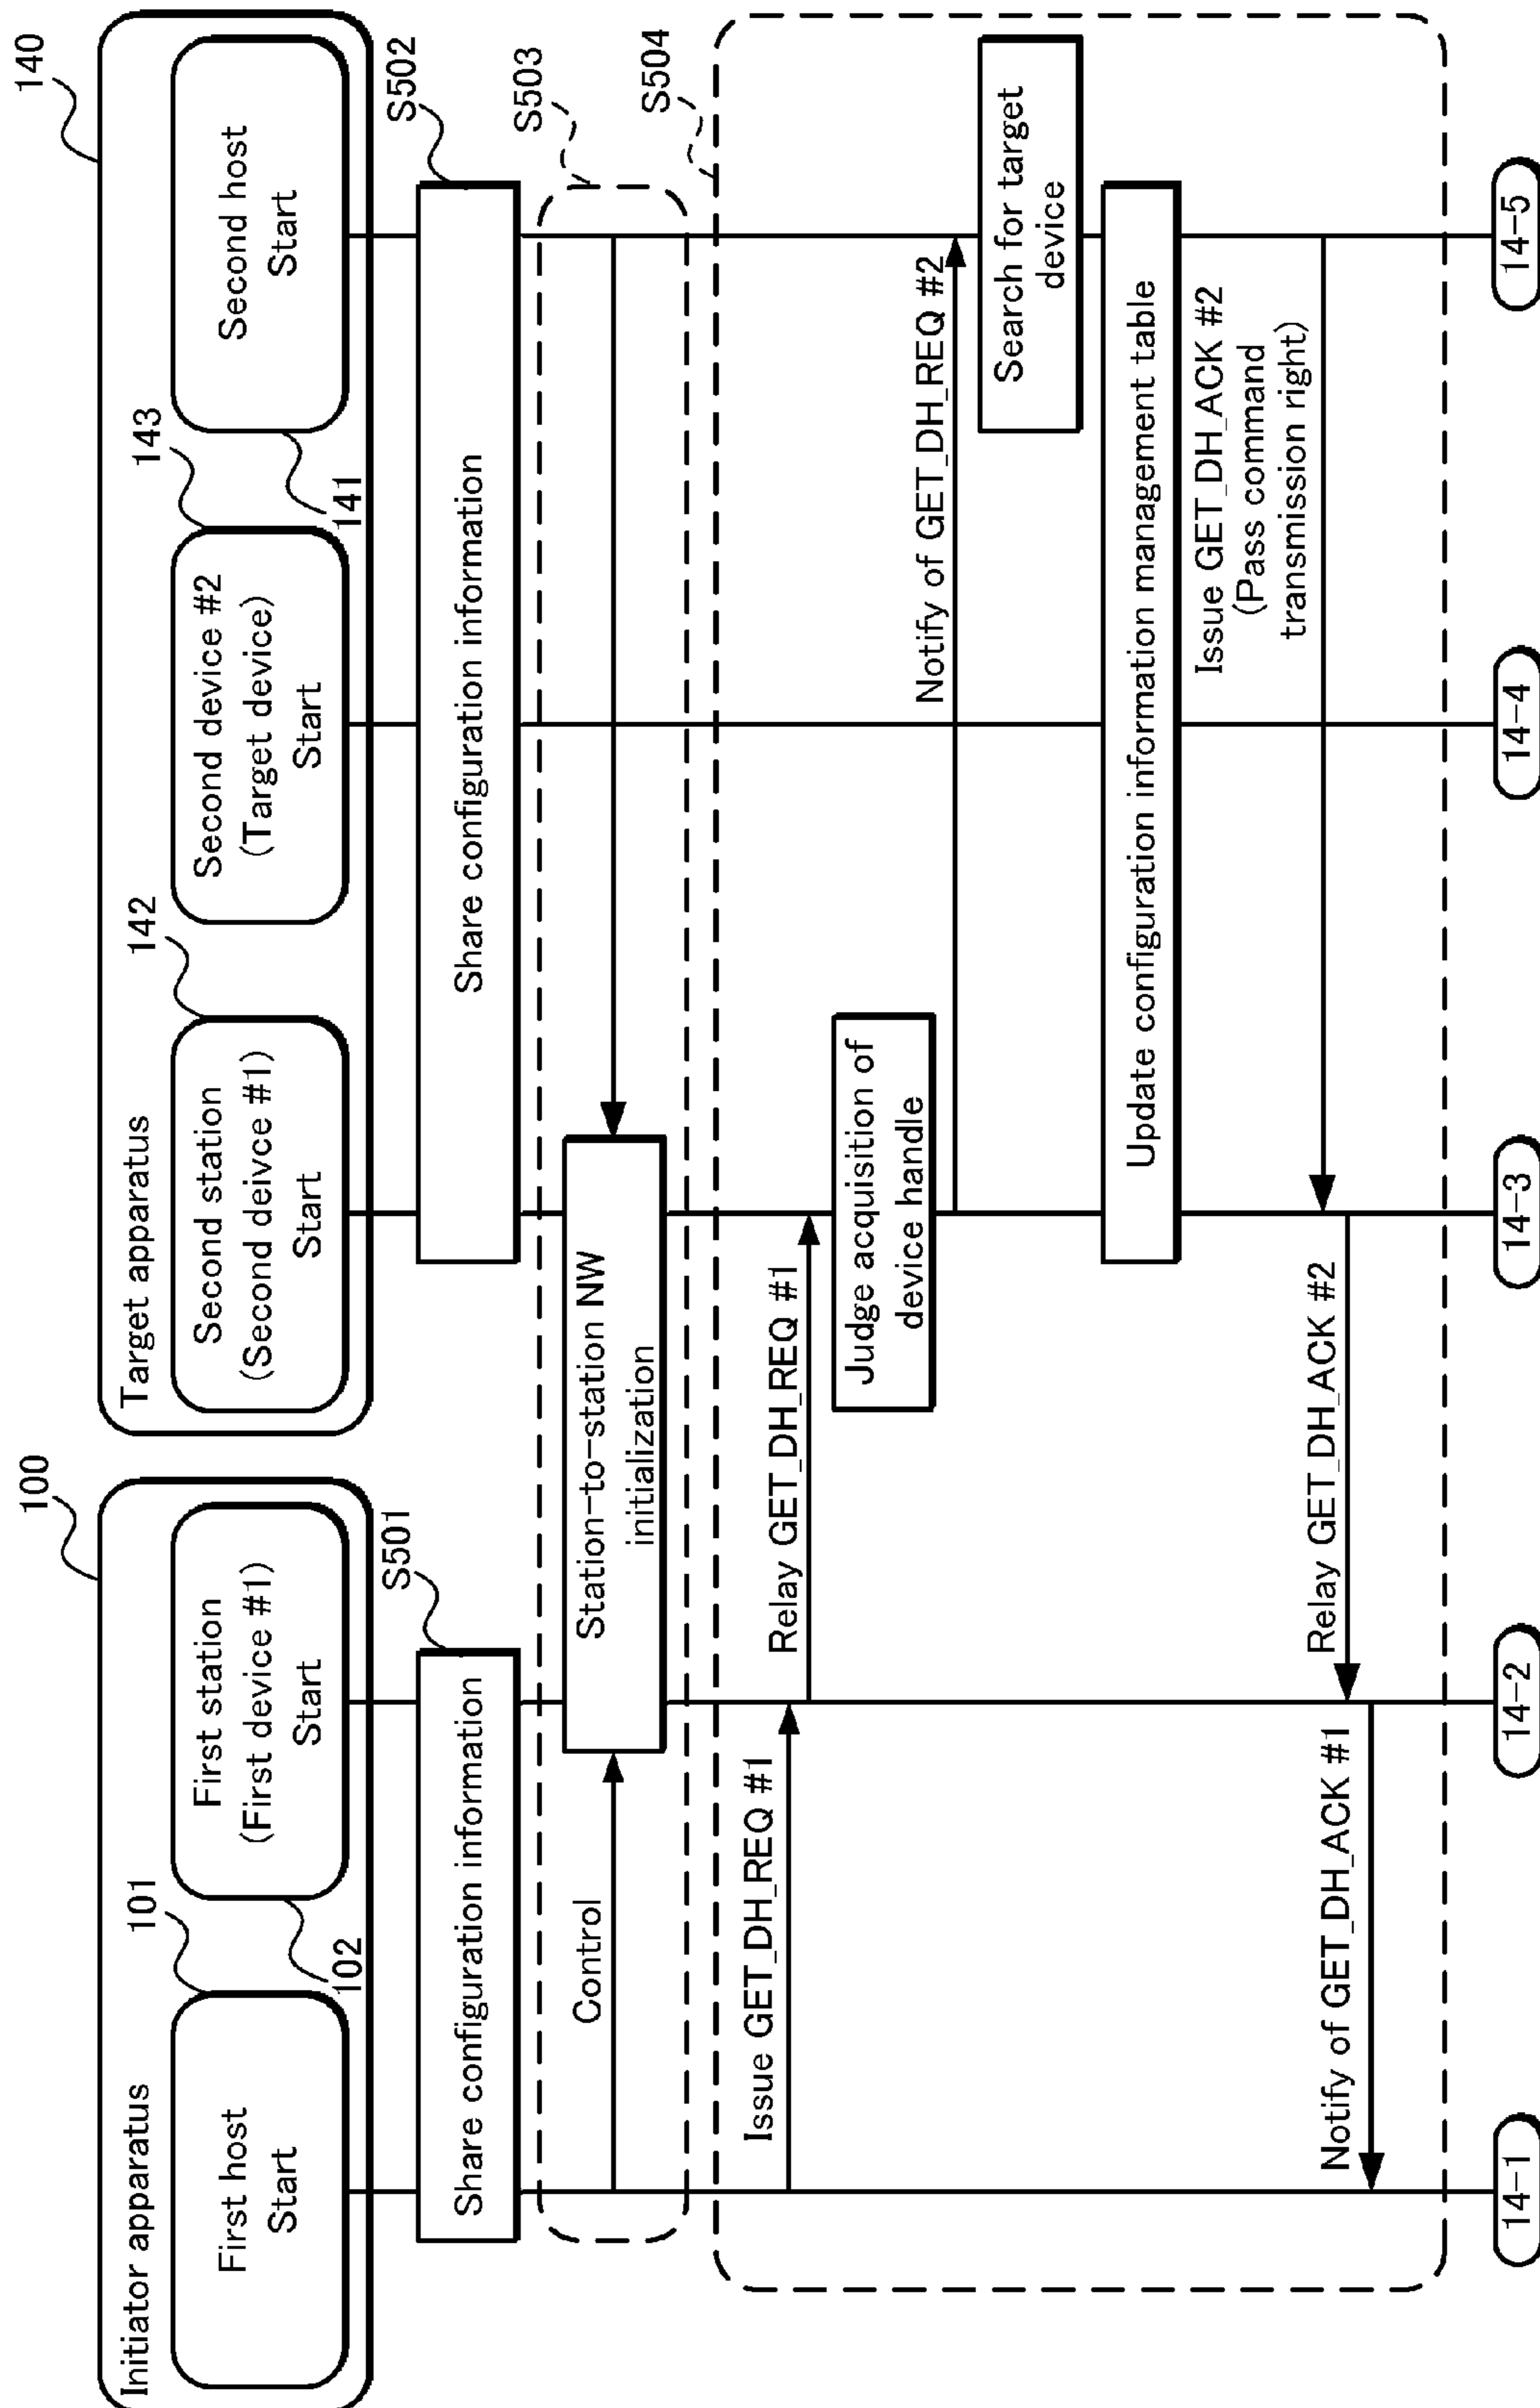 Initiator apparatus
100
First host
Start
101
First station
(First device #1)
Start
102
Target apparatus
140
Second station
(Second deivce #1)
Start
142
Second device #2
(Target device)
Start
143
Second host
Start
141
Share configuration information
S501
Share configuration information
S502
S503
Control
Station-to-station NW
initialization
S504
Issue GET_DH_REQ #1
Relay GET_DH_REQ #1
Judge acquisition of
device handle
Notify of GET_DH_REQ #2
Search for target
device
Update configuration information management table
Issue GET_DH_ACK #2
(Pass command
transmission right)
Relay GET_DH_ACK #2
Notify of GET_DH_ACK #1
14-1
14-2
14-3
14-4
14-5